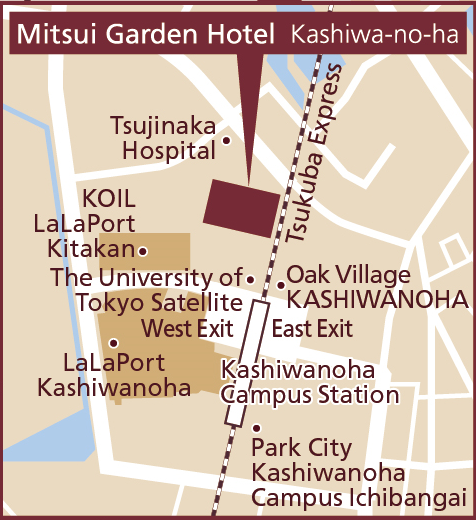 Mitsui Garden Hotel Kashiwa-no-ha
Tsukuba Express
Tsujinaka
Hospital
KOIL
LaLaPort
Kitakan
The University of
Tokyo Satellite
Oak Village
KASHIWANOHA
West Exit
East Exit
LaLaPort
Kashiwanoha
Kashiwanoha
Campus Station
Park City
Kashiwanoha
Campus Ichibangai